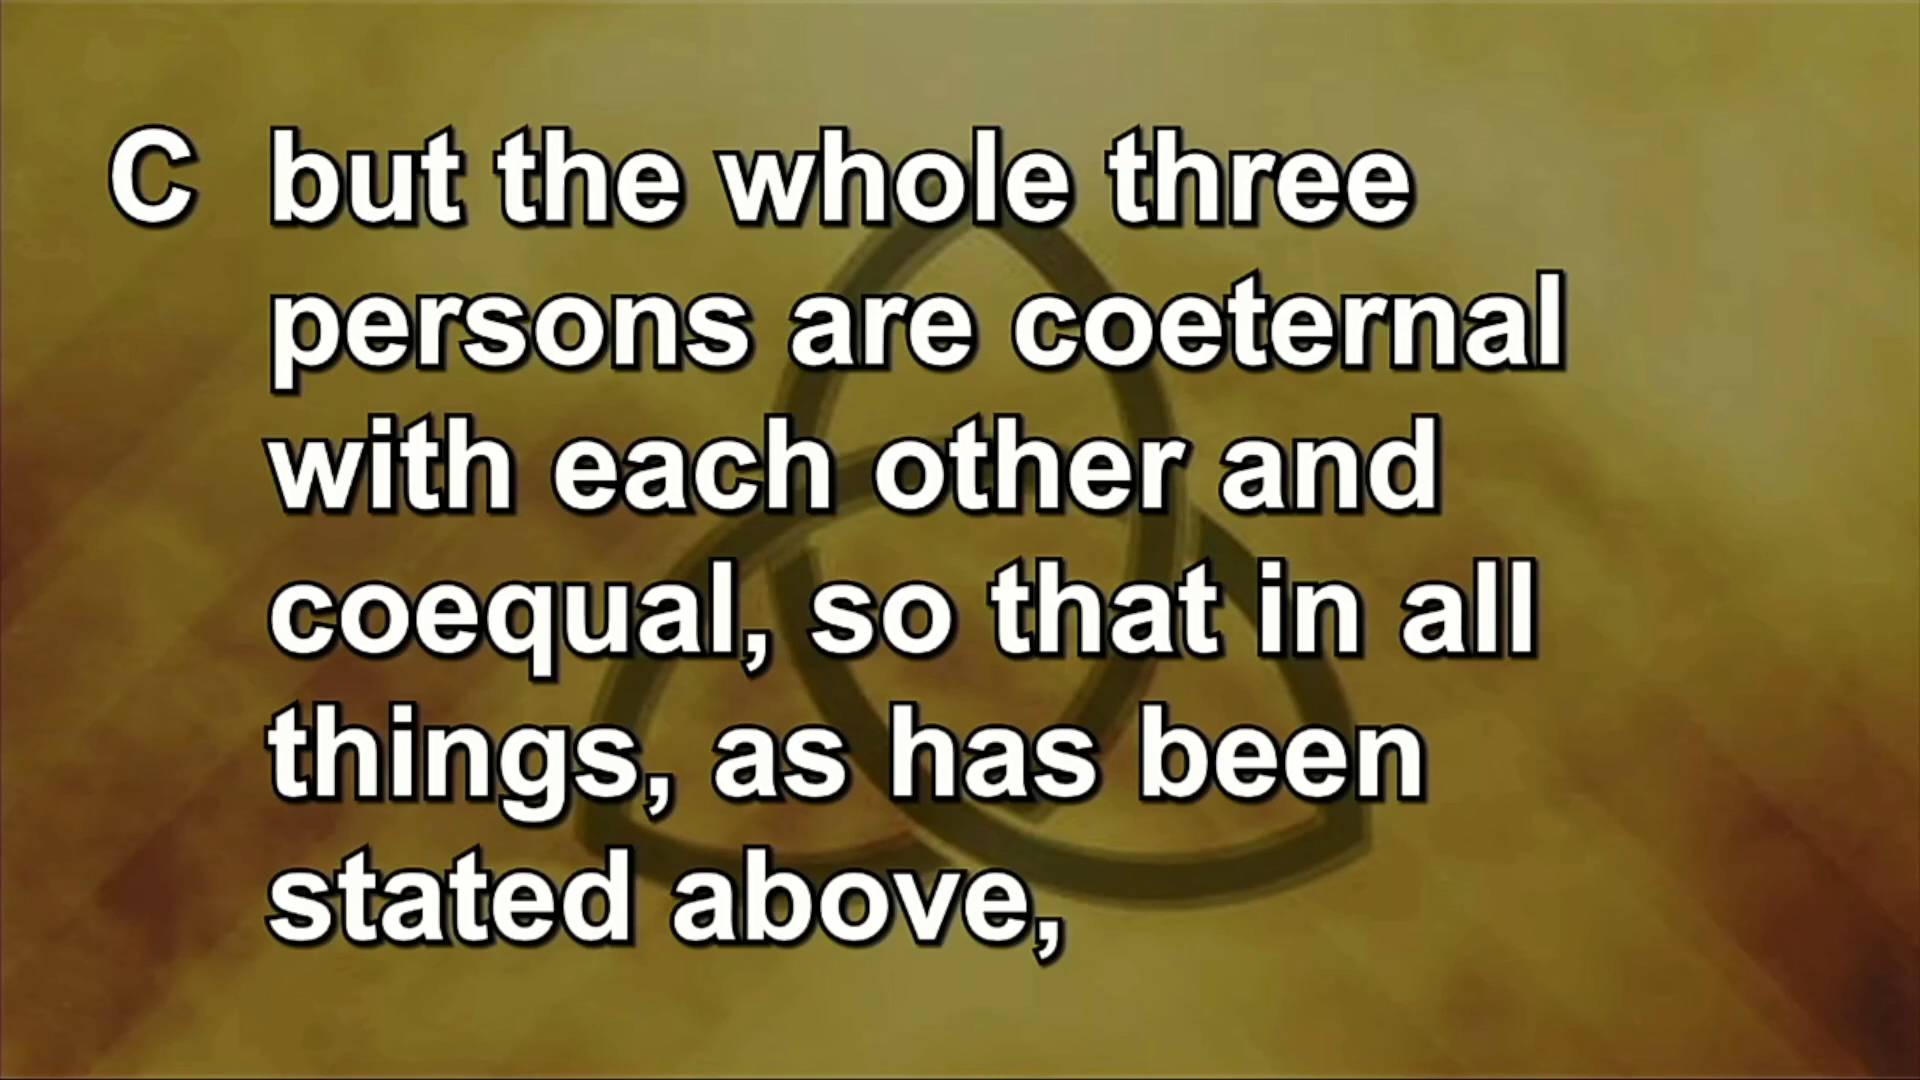 C but the whole three
persons are coeternal
with each other and
coequal, so that in all
things, as has been
stated above,